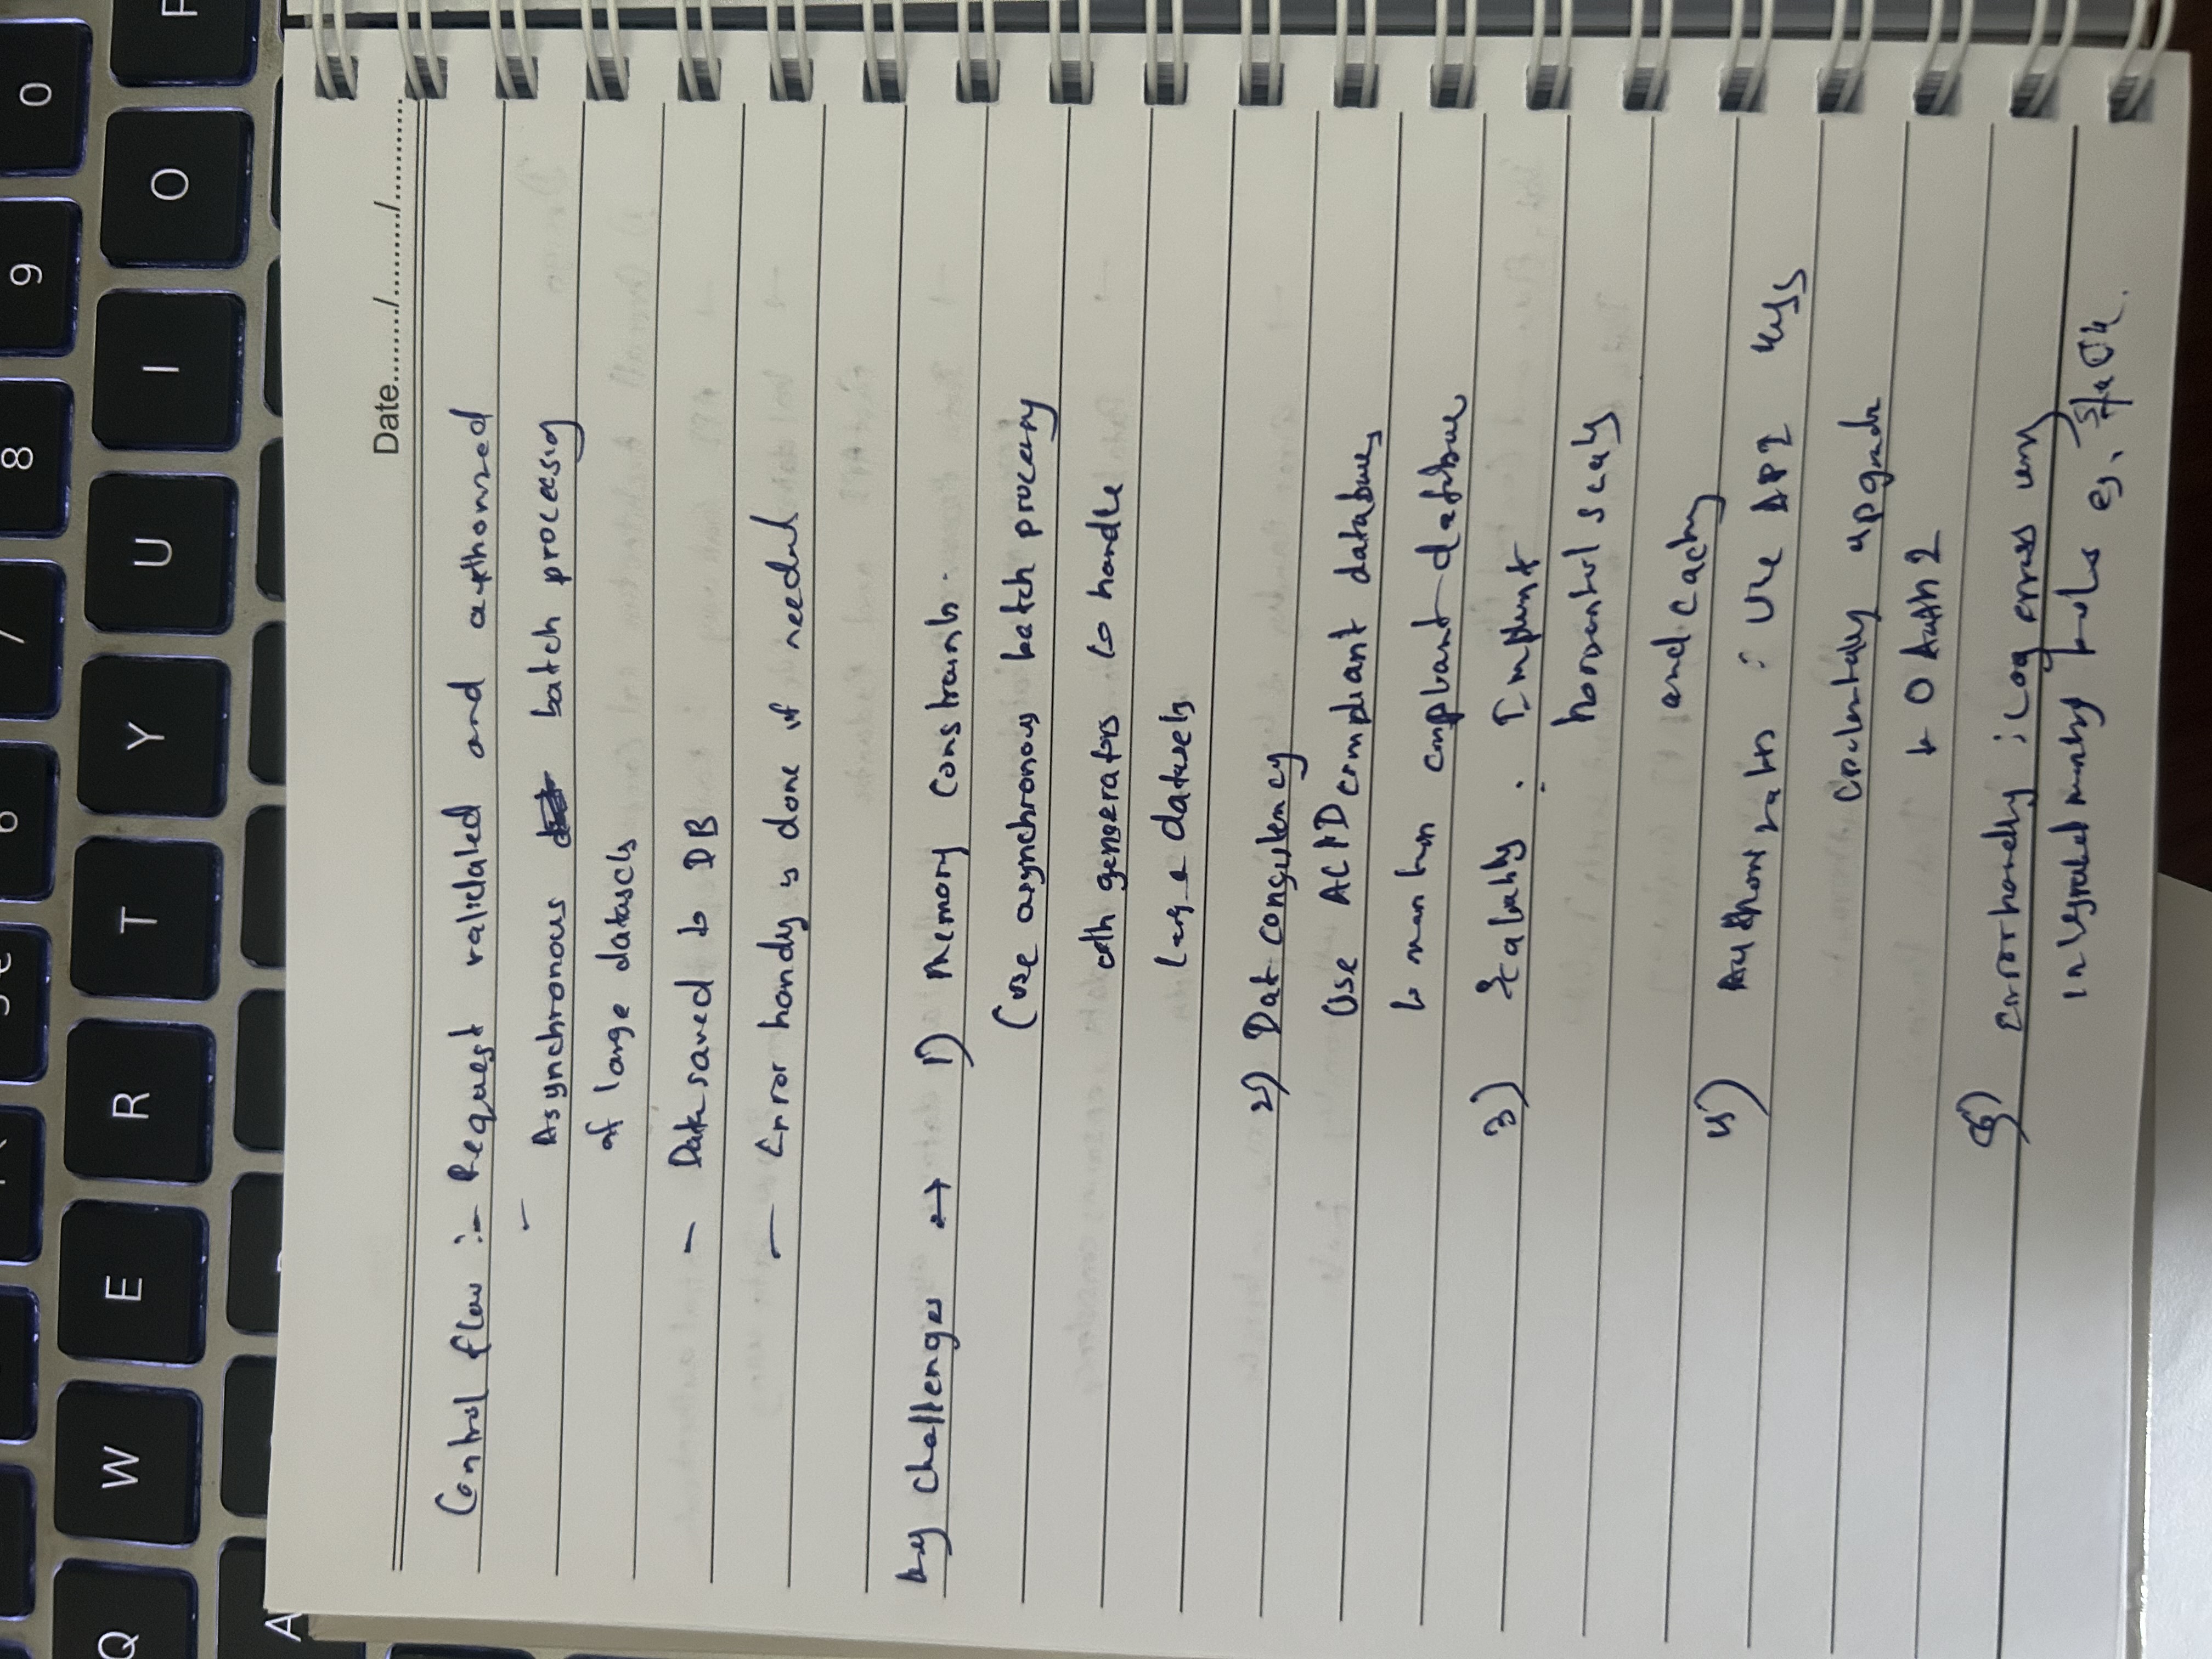 6 7 8 9 0
Q W E R T Y U I O P
A
Date......../........./...........
Control flow :- Request validated and authorized
- Asynchronous batch processing
of large datasets
- Data saved to DB
- Error handling is done if needed
key challenges → 1) Memory constraints.
(use asynchronous batch processing
with generators to handle
large datasets
2) Data consistency
Use ACID compliant databases
to maintain compliant database
3) Scalability : Implement
horizontal scaling
and caching
4) Authorization : Use API keys
upgrade
to OAuth2
5) Error handling ; Log errors using
integrated monitoring tools eg.